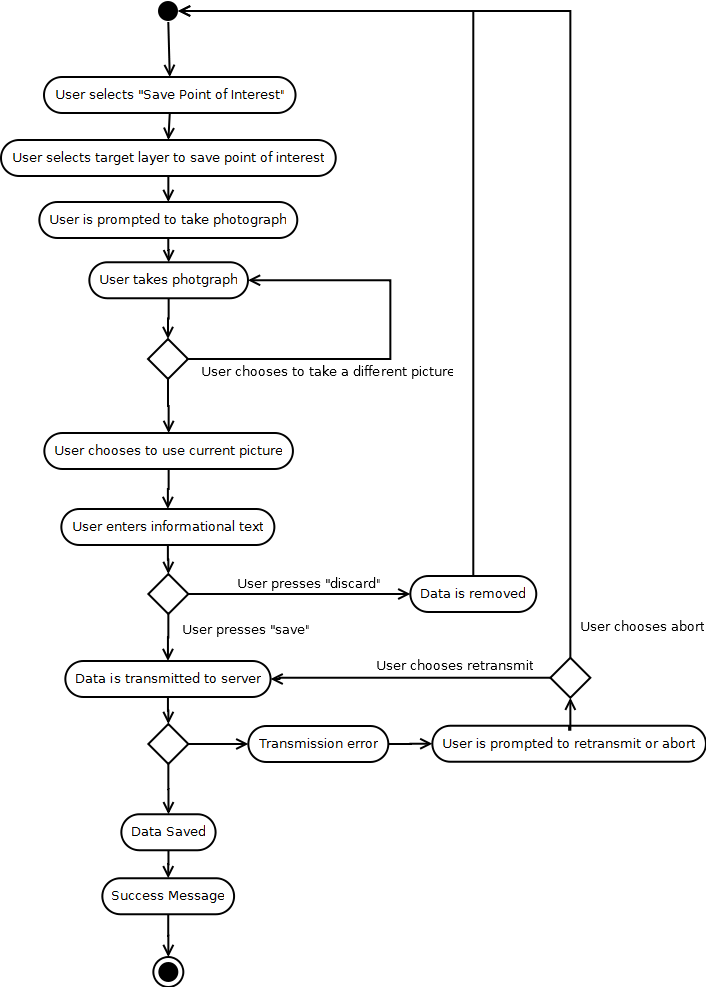 User selects "Save Point of Interest"
User selects target layer to save point of interest
User is prompted to take photograph
User takes photgraph
User chooses to take a different picture
User chooses to use current picture
User enters informational text
User presses "discard"
Data is removed
User presses "save"
User chooses abort
User chooses retransmit
Data is transmitted to server
Transmission error
User is prompted to retransmit or abort
Data Saved
Success Message